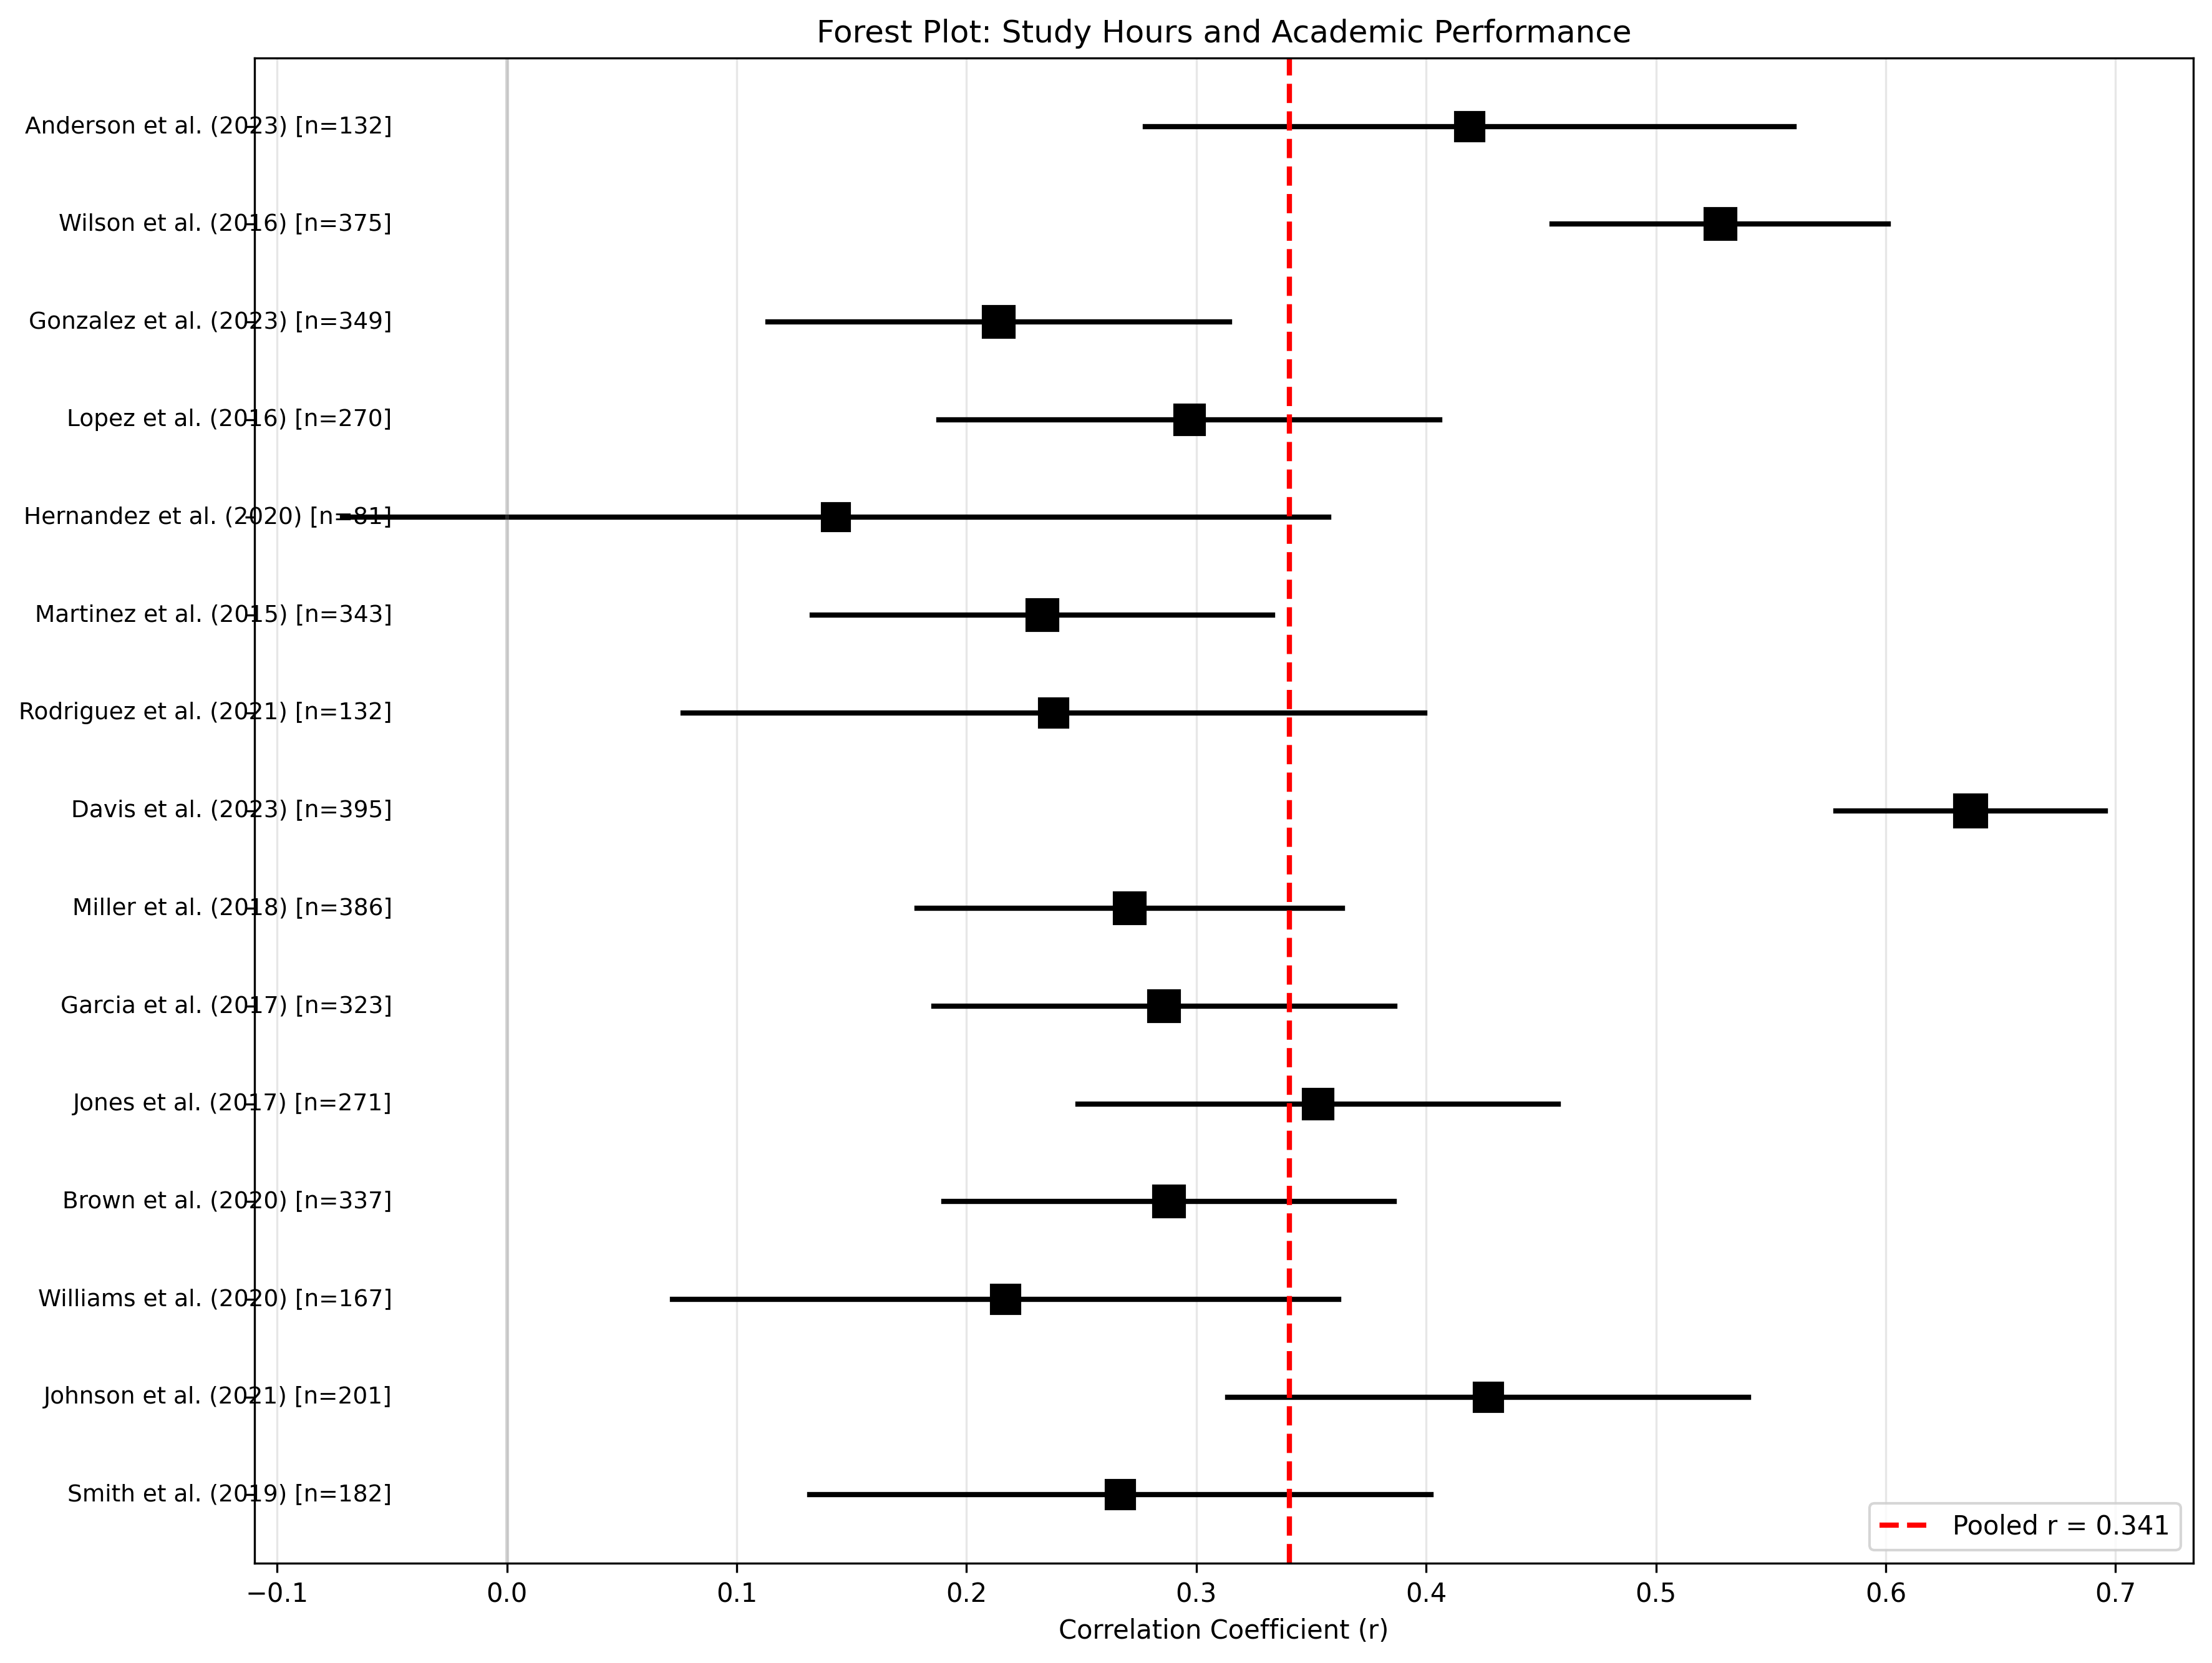 Forest Plot: Study Hours and Academic Performance
Anderson et al. (2023) [n=132]
Wilson et al. (2016) [n=375]
Gonzalez et al. (2023) [n=349]
Lopez et al. (2016) [n=270]
Hernandez et al. (2020) [n=81]
Martinez et al. (2015) [n=343]
Rodriguez et al. (2021) [n=132]
Davis et al. (2023) [n=395]
Miller et al. (2018) [n=386]
Garcia et al. (2017) [n=323]
Jones et al. (2017) [n=271]
Brown et al. (2020) [n=337]
Williams et al. (2020) [n=167]
Johnson et al. (2021) [n=201]
Smith et al. (2019) [n=182]
Pooled r = 0.341
−0.1 0.0 0.1 0.2 0.3 0.4 0.5 0.6 0.7
Correlation Coefficient (r)